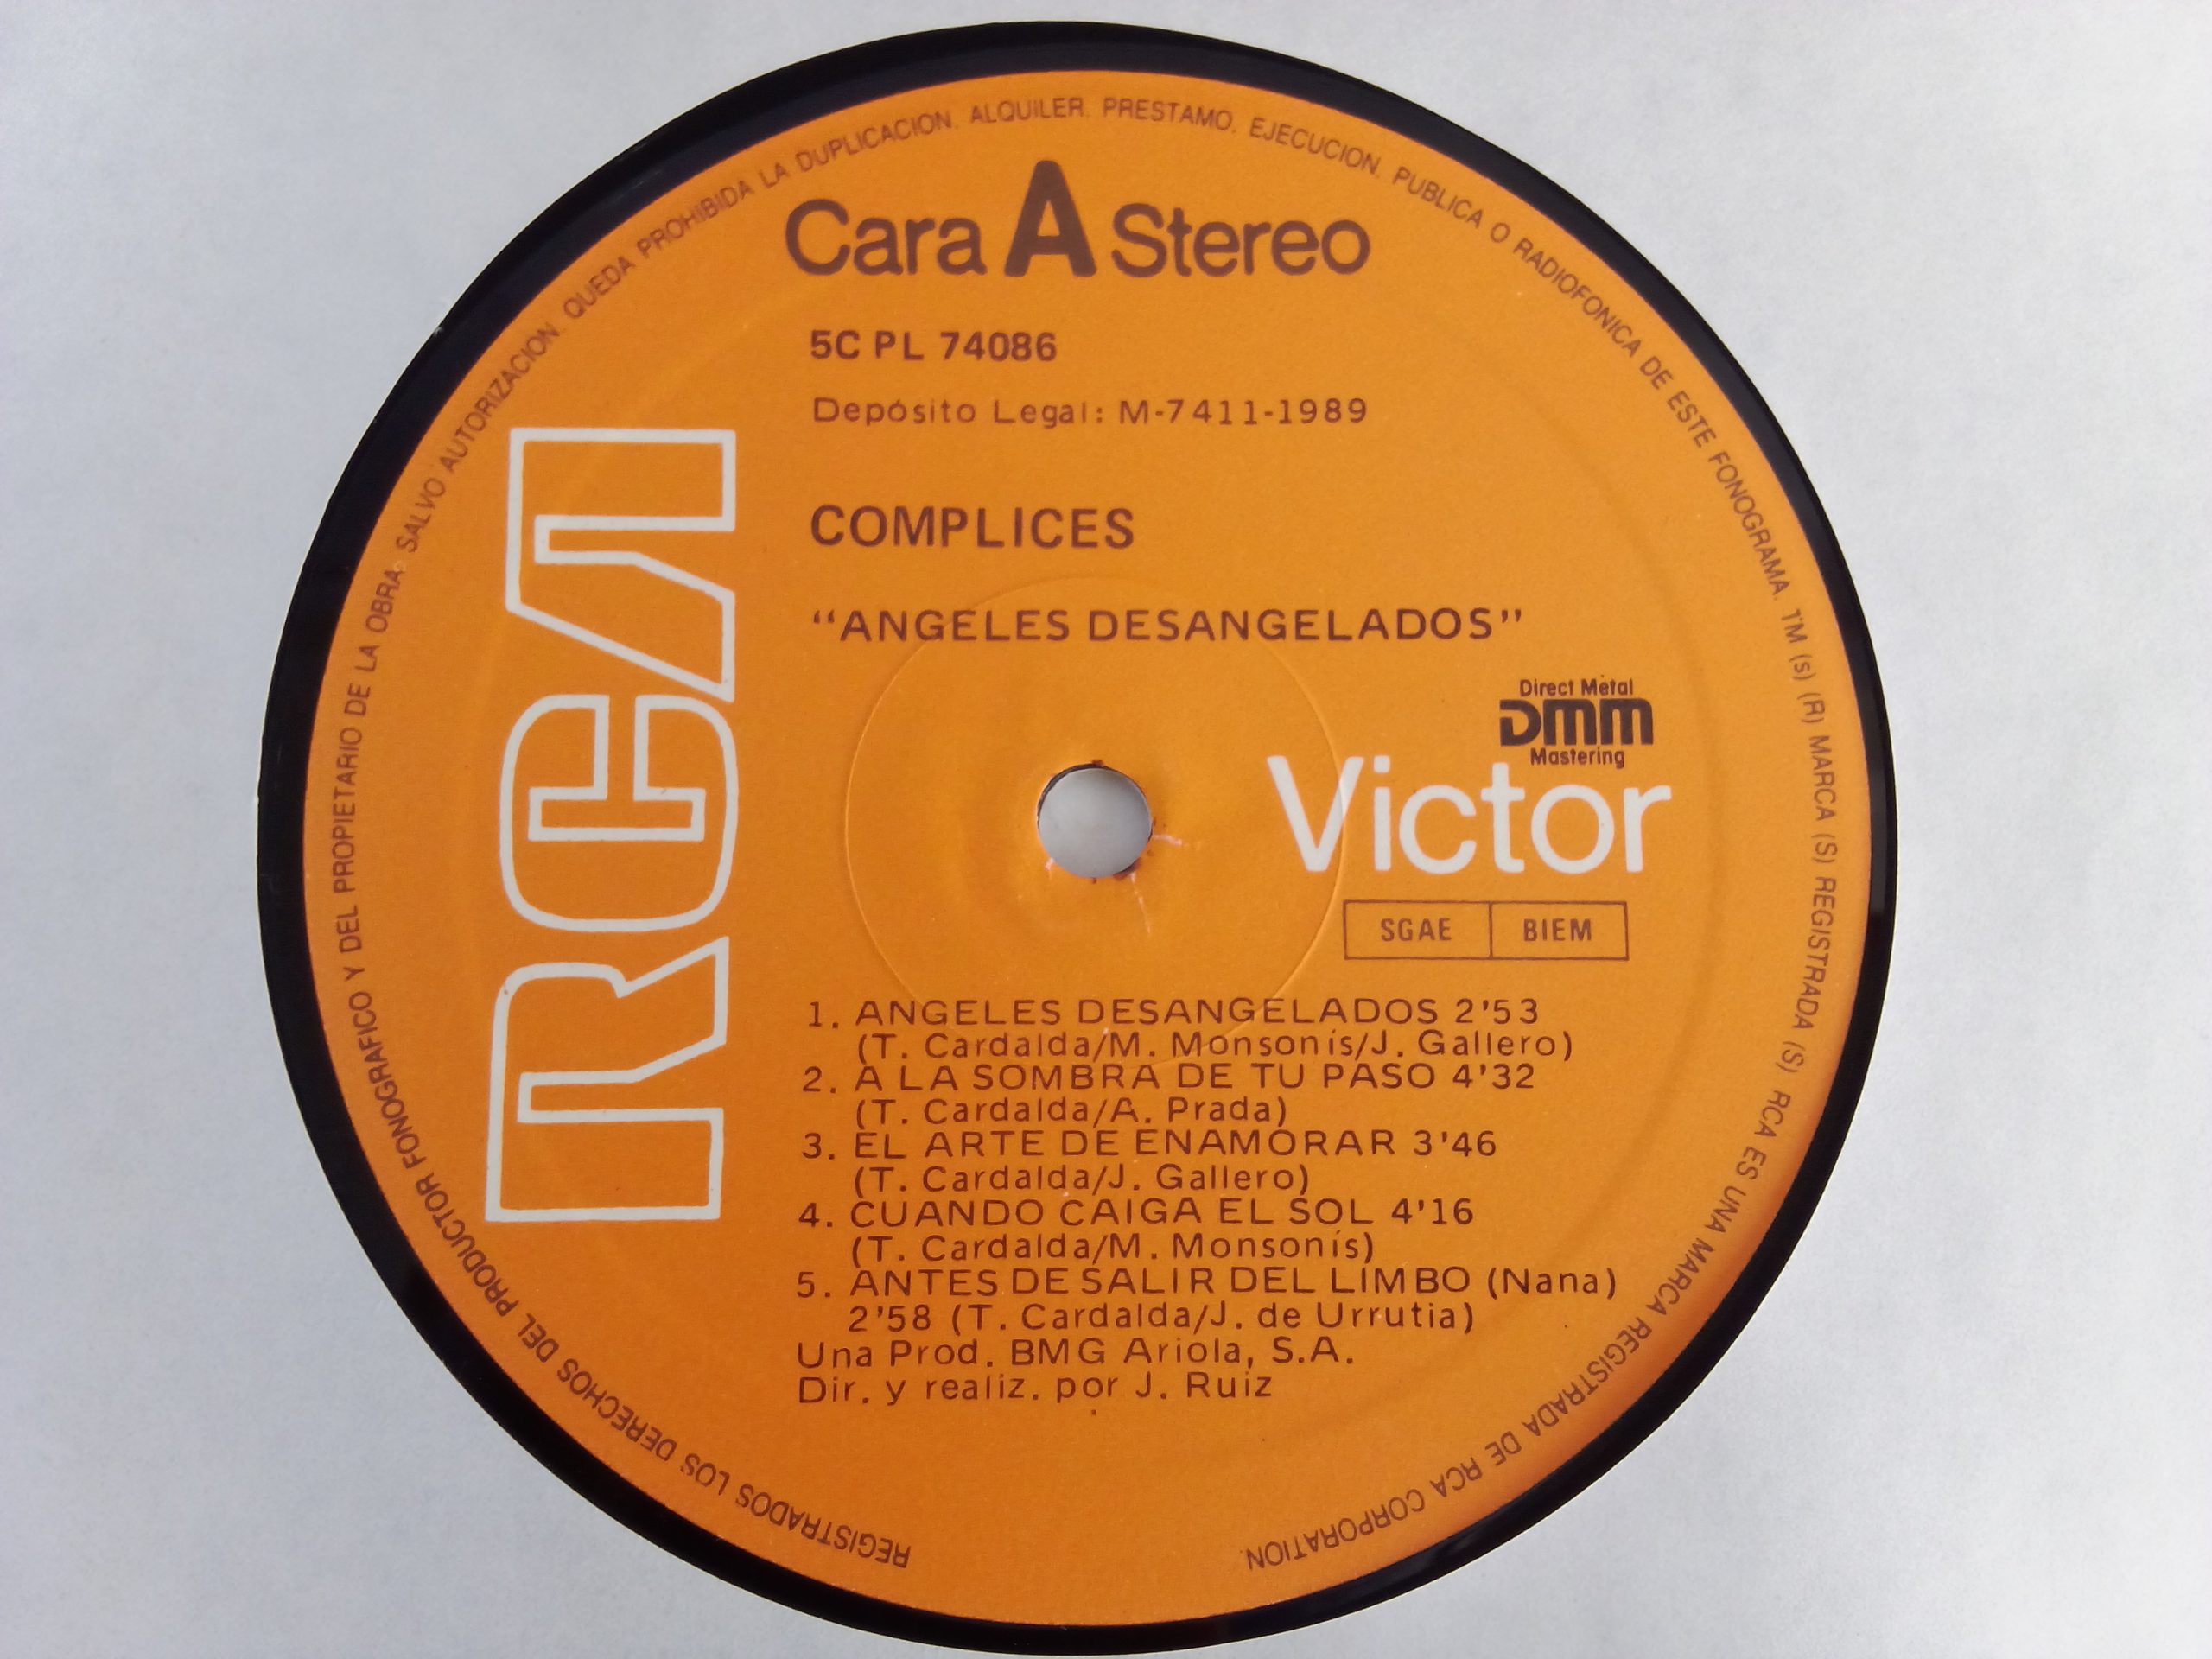 REGISTRADOS LOS DERECHOS DEL PRODUCTOR FONOGRAFICO Y DEL PROPIETARIO DE LA OBRA. SALVO AUTORIZACION. QUEDA PROHIBIDA LA DUPLICACION. ALQUILER. PRESTAMO. EJECUCION. PUBLICA O RADIOFONICA DE ESTE FONOGRAMA. TM (s) (R) MARCA (S) REGISTRADA (S) RCA ES UNA MARCA REGISTRADA DE RCA CORPORATION.
Cara A Stereo
5C PL 74086
Depósito Legal: M-7411-1989
RCA
COMPLICES
“ANGELES DESANGELADOS”
Direct Metal
DMM
Mastering
Victor
SGAE BIEM
1. ANGELES DESANGELADOS 2'53
(T. Cardalda/M. Monsonís/J. Gallero)
2. A LA SOMBRA DE TU PASO 4'32
(T. Cardalda/A. Prada)
3. EL ARTE DE ENAMORAR 3'46
(T. Cardalda/J. Gallero)
4. CUANDO CAIGA EL SOL 4'16
(T. Cardalda/M. Monsonís)
5. ANTES DE SALIR DEL LIMBO (Nana)
2'58 (T. Cardalda/J. de Urrutia)
Una Prod. BMG Ariola, S.A.
Dir. y realiz. por J. Ruiz